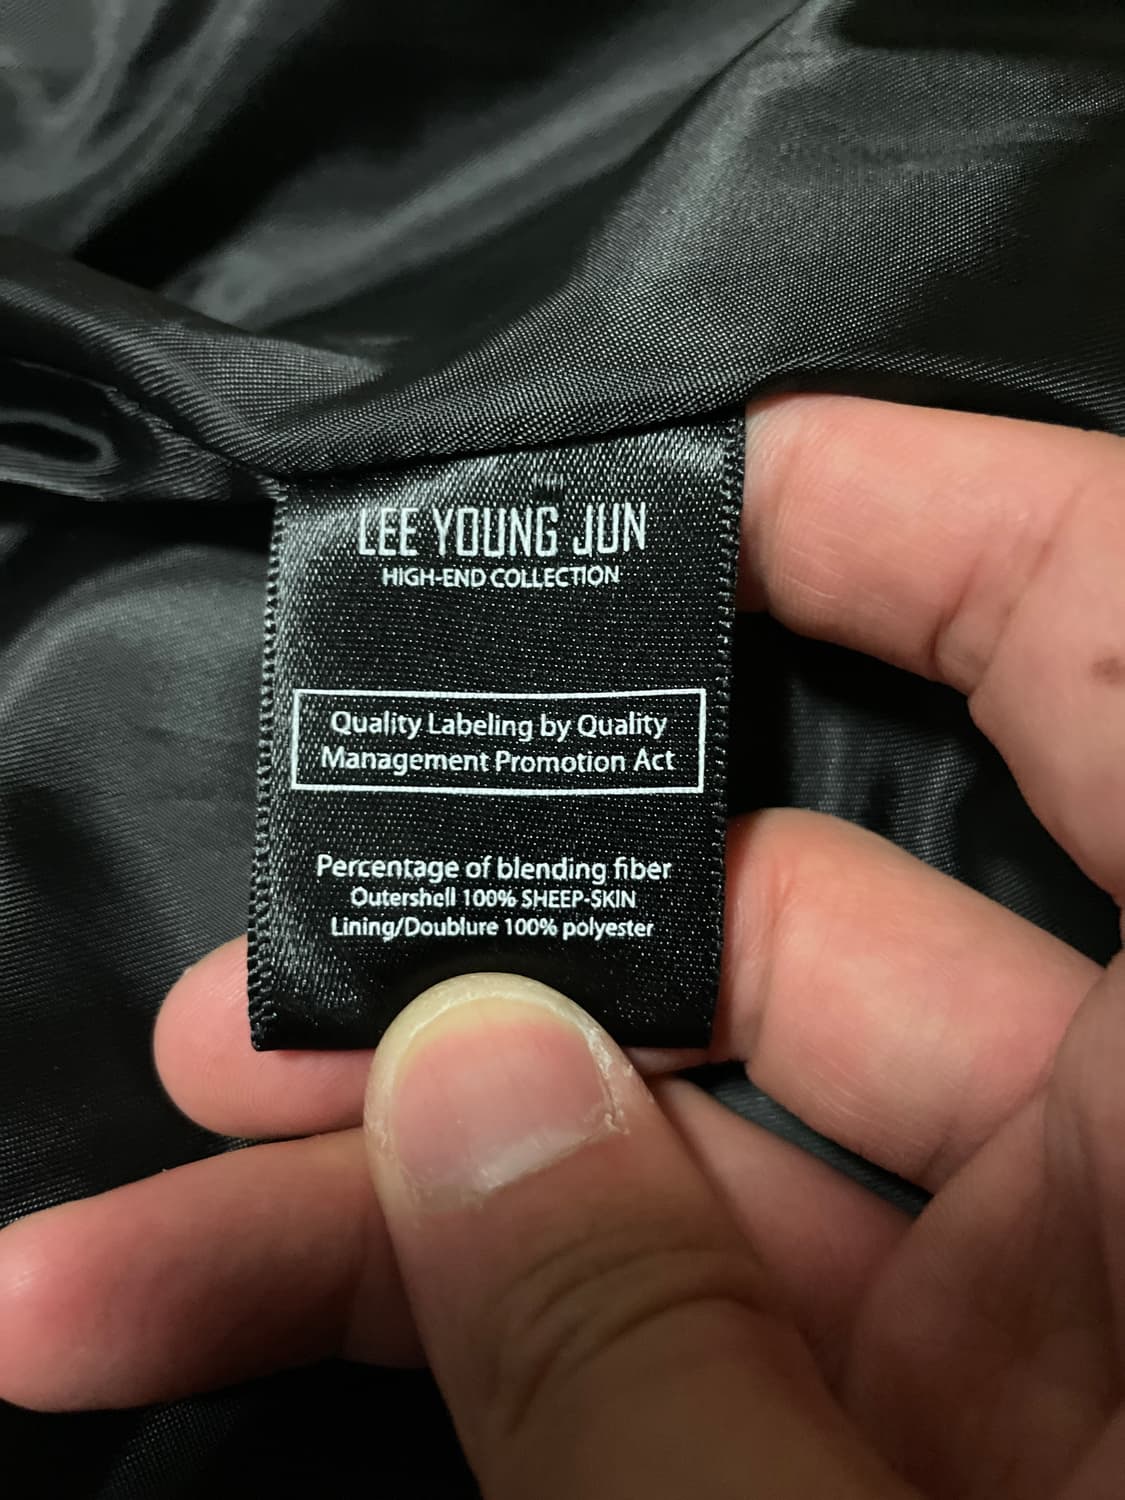 LEE YOUNG JUN
HIGH-END COLLECTION
Quality Labeling by Quality
Management Promotion Act
Percentage of blending fiber
Outershell 100% SHEEP-SKIN
Lining/Doublure 100% polyester